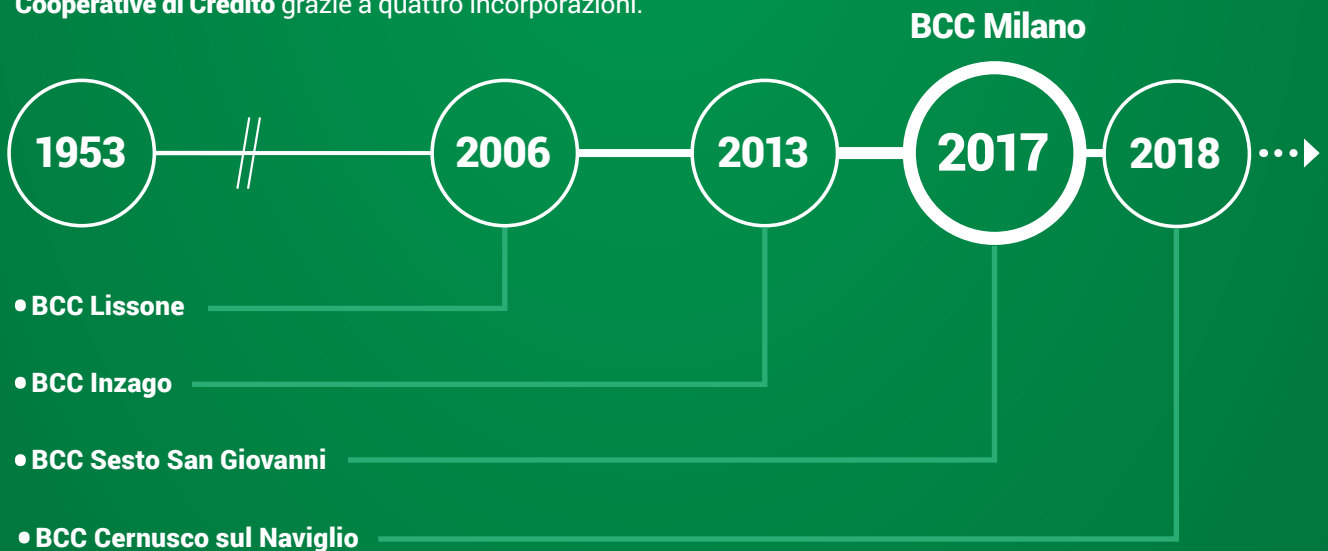 Cooperative di Credito grazie a quattro incorporazioni.
BCC Milano
1953 2006 2013 2017 2018
• BCC Lissone
• BCC Inzago
• BCC Sesto San Giovanni
• BCC Cernusco sul Naviglio